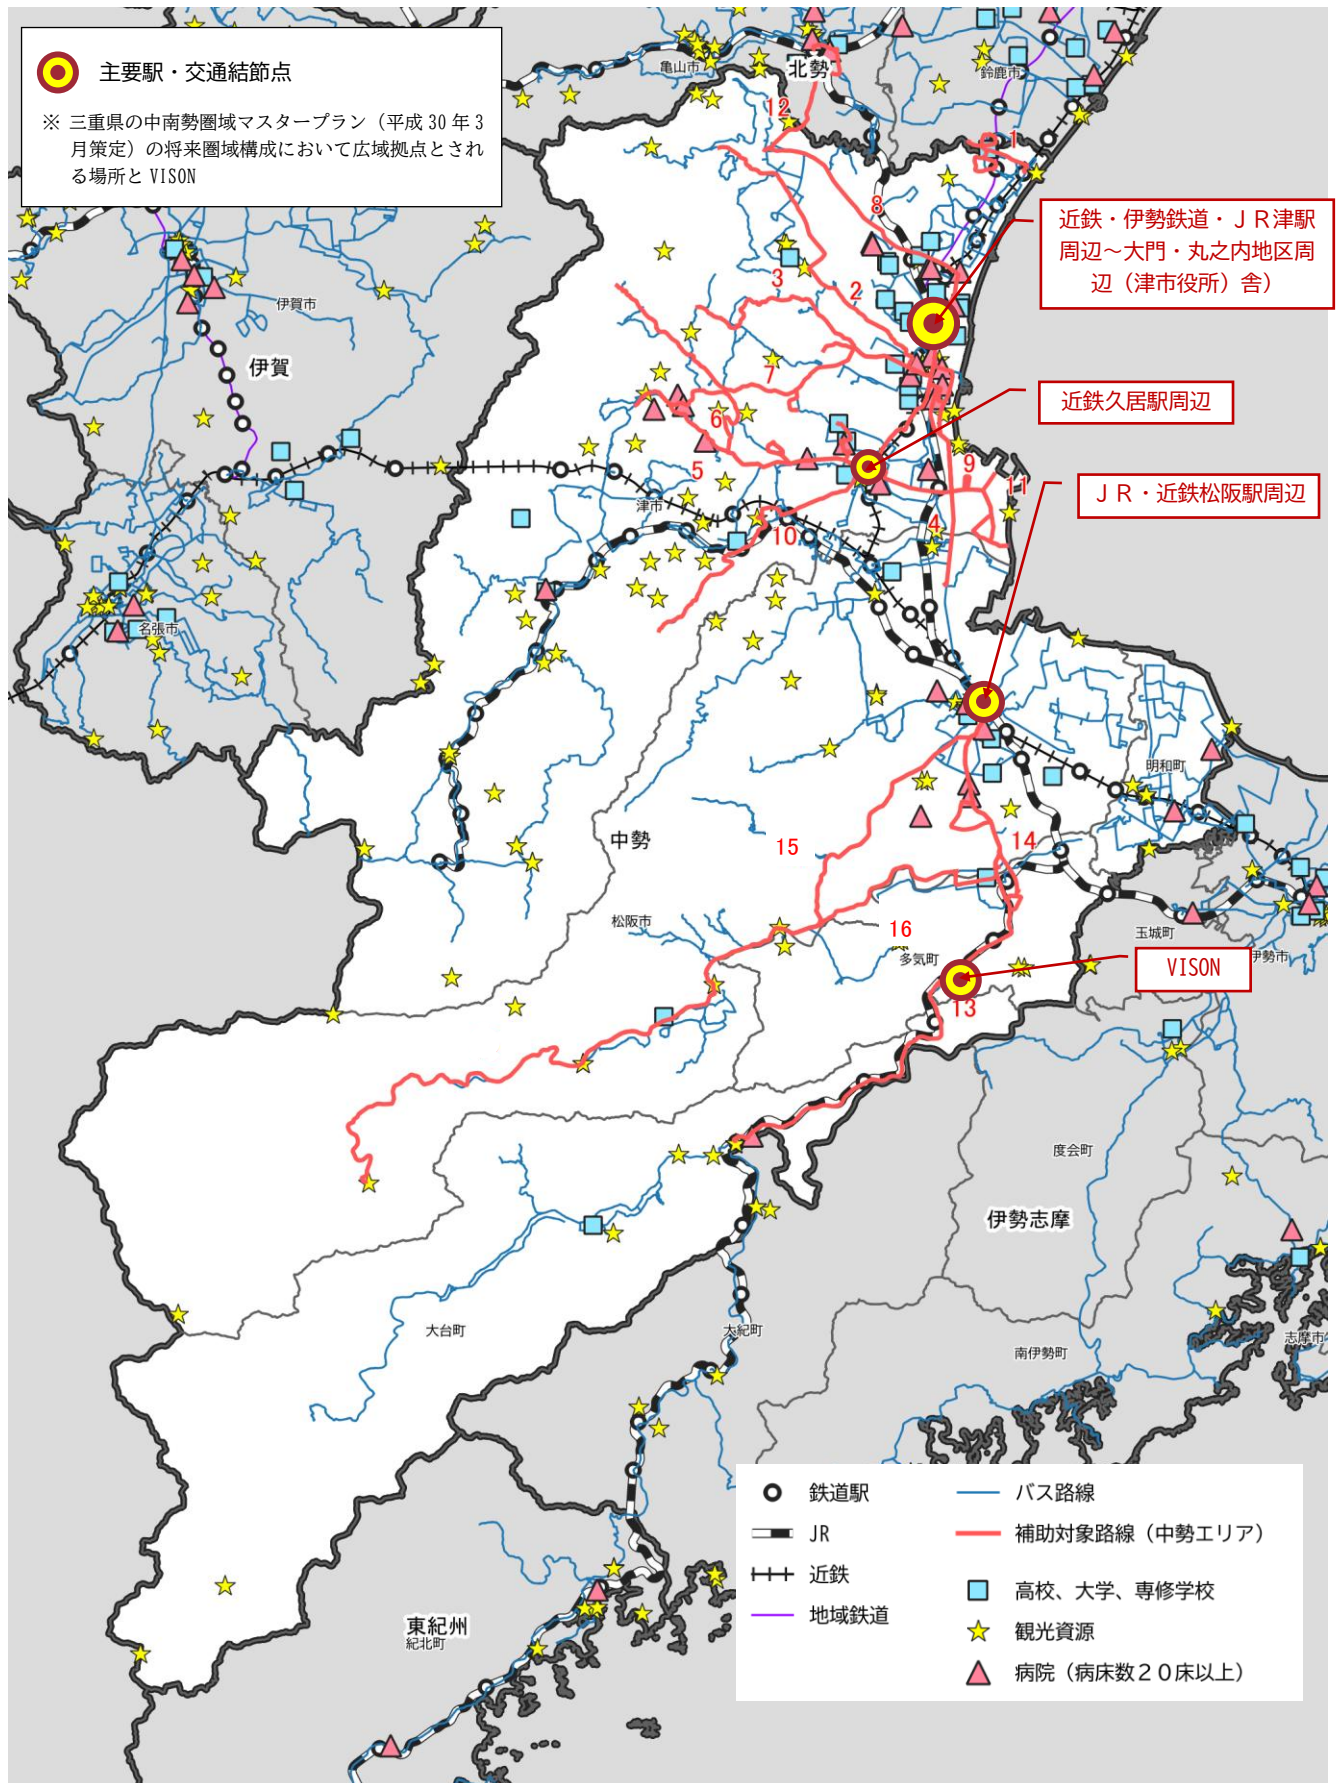 主要駅・交通結節点
※ 三重県の中南勢圏域マスタープラン（平成 30 年 3
月策定）の将来圏域構成において広域拠点とされ
る場所と VISON
亀山市
北勢
鈴鹿市
12
1
8
近鉄・伊勢鉄道・ＪＲ津駅
周辺～大門・丸之内地区周
辺（津市役所）舎）
伊賀市
伊賀
3
2
7
近鉄久居駅周辺
6
5
9
11
ＪＲ・近鉄松阪駅周辺
津市
10
4
名張市
明和町
中勢
15
14
松阪市
16
多気町
玉城町
伊勢市
VISON
13
度会町
伊勢志摩
大台町
大紀町
南伊勢町
志摩市
東紀州
紀北町
鉄道駅
JR
近鉄
地域鉄道
バス路線
補助対象路線（中勢エリア）
高校、大学、専修学校
観光資源
病院（病床数２０床以上）